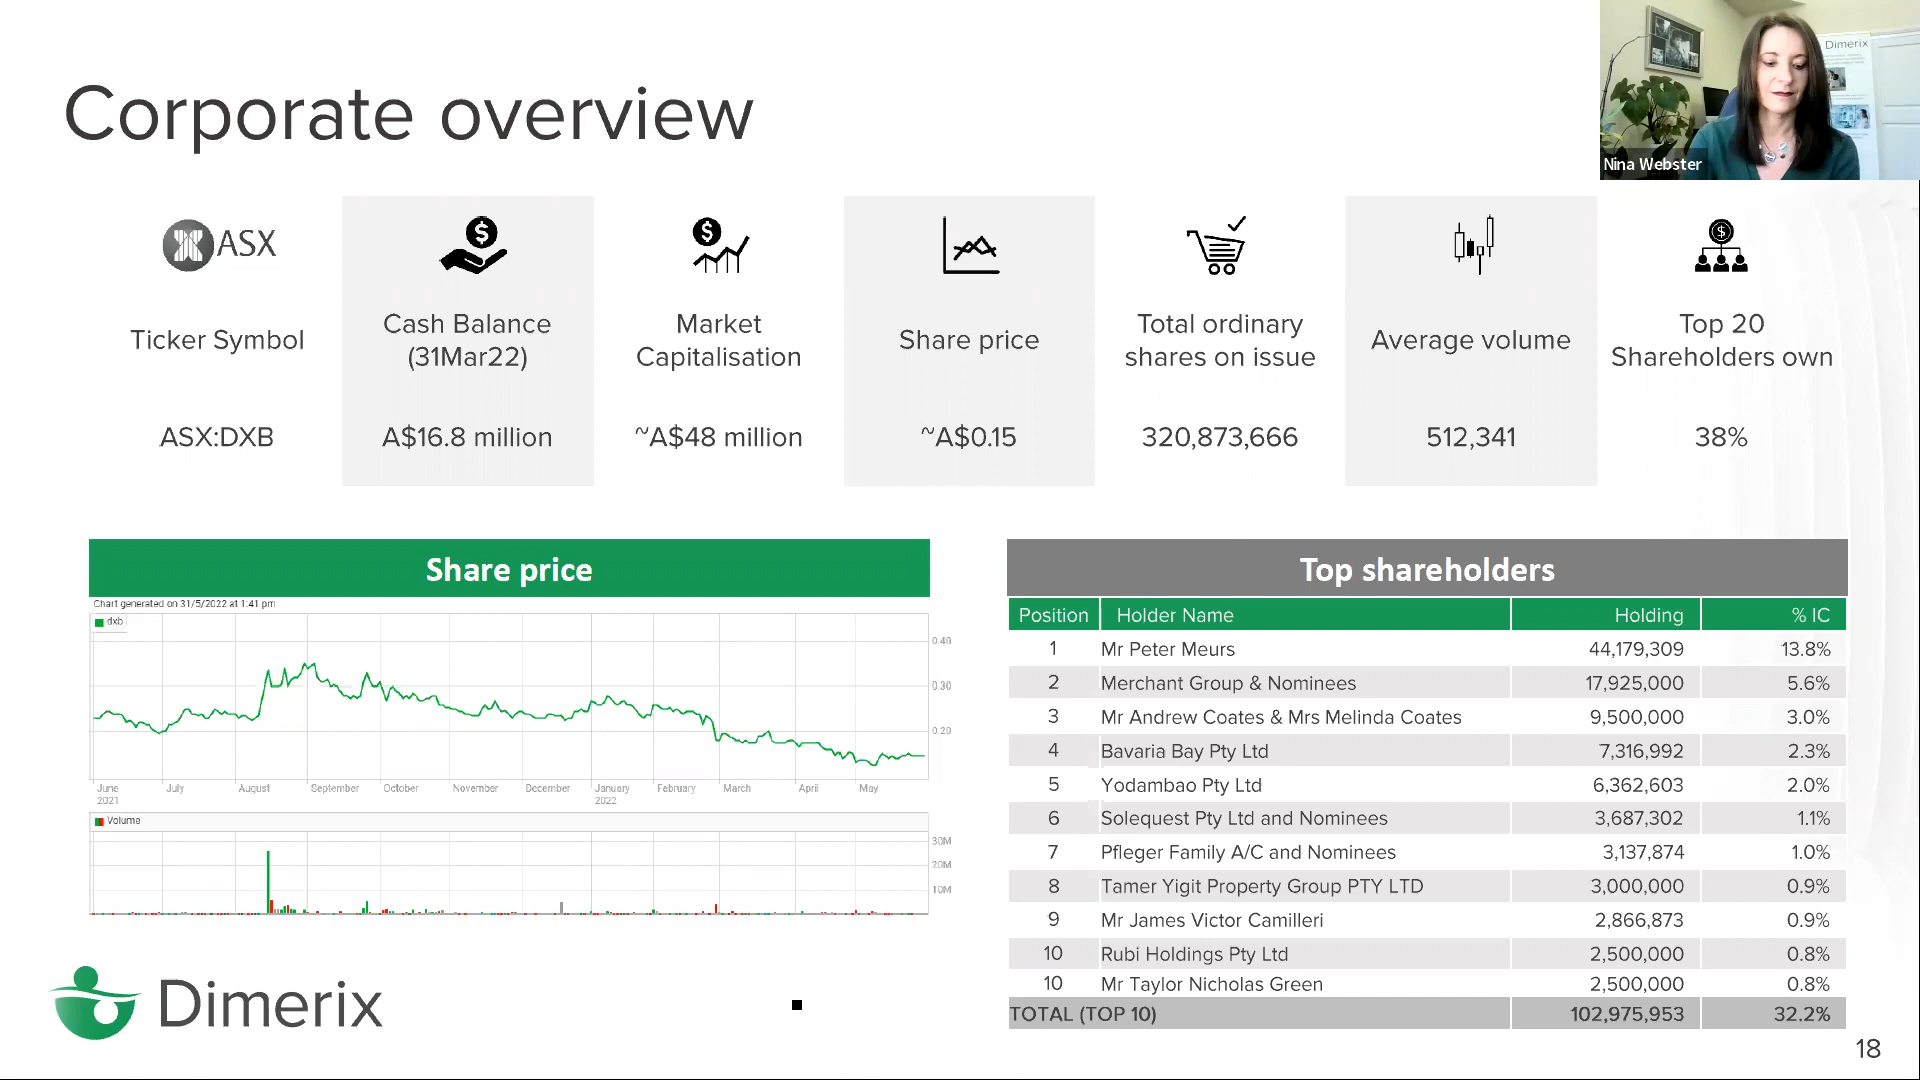 Corporate overview
Dimerix
Nina Webster
ASX
Ticker Symbol
ASX:DXB
Cash Balance
(31Mar22)
A$16.8 million
Market
Capitalisation
~A$48 million
Share price
~A$0.15
Total ordinary
shares on issue
320,873,666
Average volume
512,341
Top 20
Shareholders own
38%
Share price
Chart generated on 31/5/2022 at 1:41 pm
dxb
0.40
0.30
0.20
June July August September October November December January February March April May
2021 2022
Volume
30M
20M
10M
Top shareholders
Position Holder Name Holding % IC
1 Mr Peter Meurs 44,179,309 13.8%
2 Merchant Group & Nominees 17,925,000 5.6%
3 Mr Andrew Coates & Mrs Melinda Coates 9,500,000 3.0%
4 Bavaria Bay Pty Ltd 7,316,992 2.3%
5 Yodambao Pty Ltd 6,362,603 2.0%
6 Solequest Pty Ltd and Nominees 3,687,302 1.1%
7 Pfleger Family A/C and Nominees 3,137,874 1.0%
8 Tamer Yigit Property Group PTY LTD 3,000,000 0.9%
9 Mr James Victor Camilleri 2,866,873 0.9%
10 Rubi Holdings Pty Ltd 2,500,000 0.8%
10 Mr Taylor Nicholas Green 2,500,000 0.8%
TOTAL (TOP 10) 102,975,953 32.2%
Dimerix
18